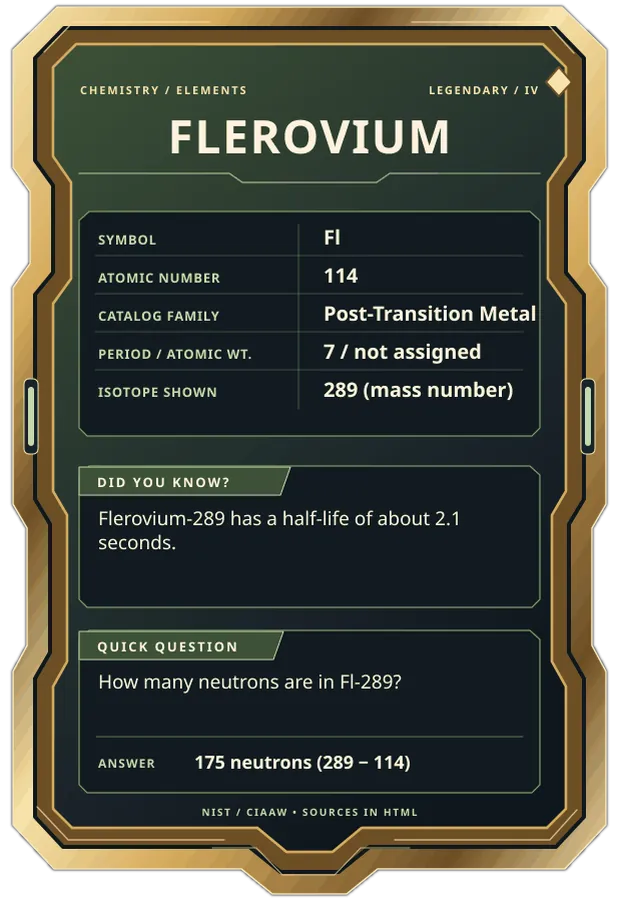 CHEMISTRY / ELEMENTS
LEGENDARY / IV
FLEROVIUM
SYMBOL Fl
ATOMIC NUMBER 114
CATALOG FAMILY Post-Transition Metal
PERIOD / ATOMIC WT. 7 / not assigned
ISOTOPE SHOWN 289 (mass number)
DID YOU KNOW?
Flerovium-289 has a half-life of about 2.1
seconds.
QUICK QUESTION
How many neutrons are in Fl-289?
ANSWER 175 neutrons (289 − 114)
NIST / CIAAW • SOURCES IN HTML